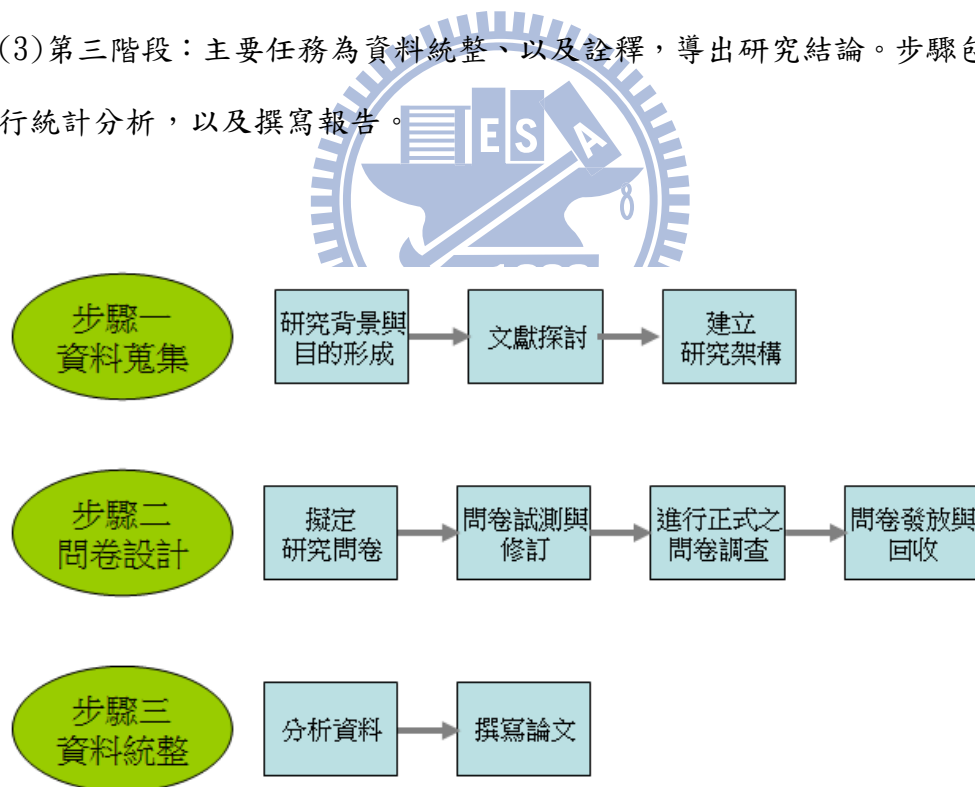 (3)第三階段：主要任務為資料統整、以及詮釋，導出研究結論。步驟包
行統計分析，以及撰寫報告。
E S A
步驟一
資料蒐集
研究背景與
目的形成
文獻探討
建立
研究架構
步驟二
問卷設計
擬定
研究問卷
問卷試測與
修訂
進行正式之
問卷調查
問卷發放與
回收
步驟三
資料統整
分析資料
撰寫論文